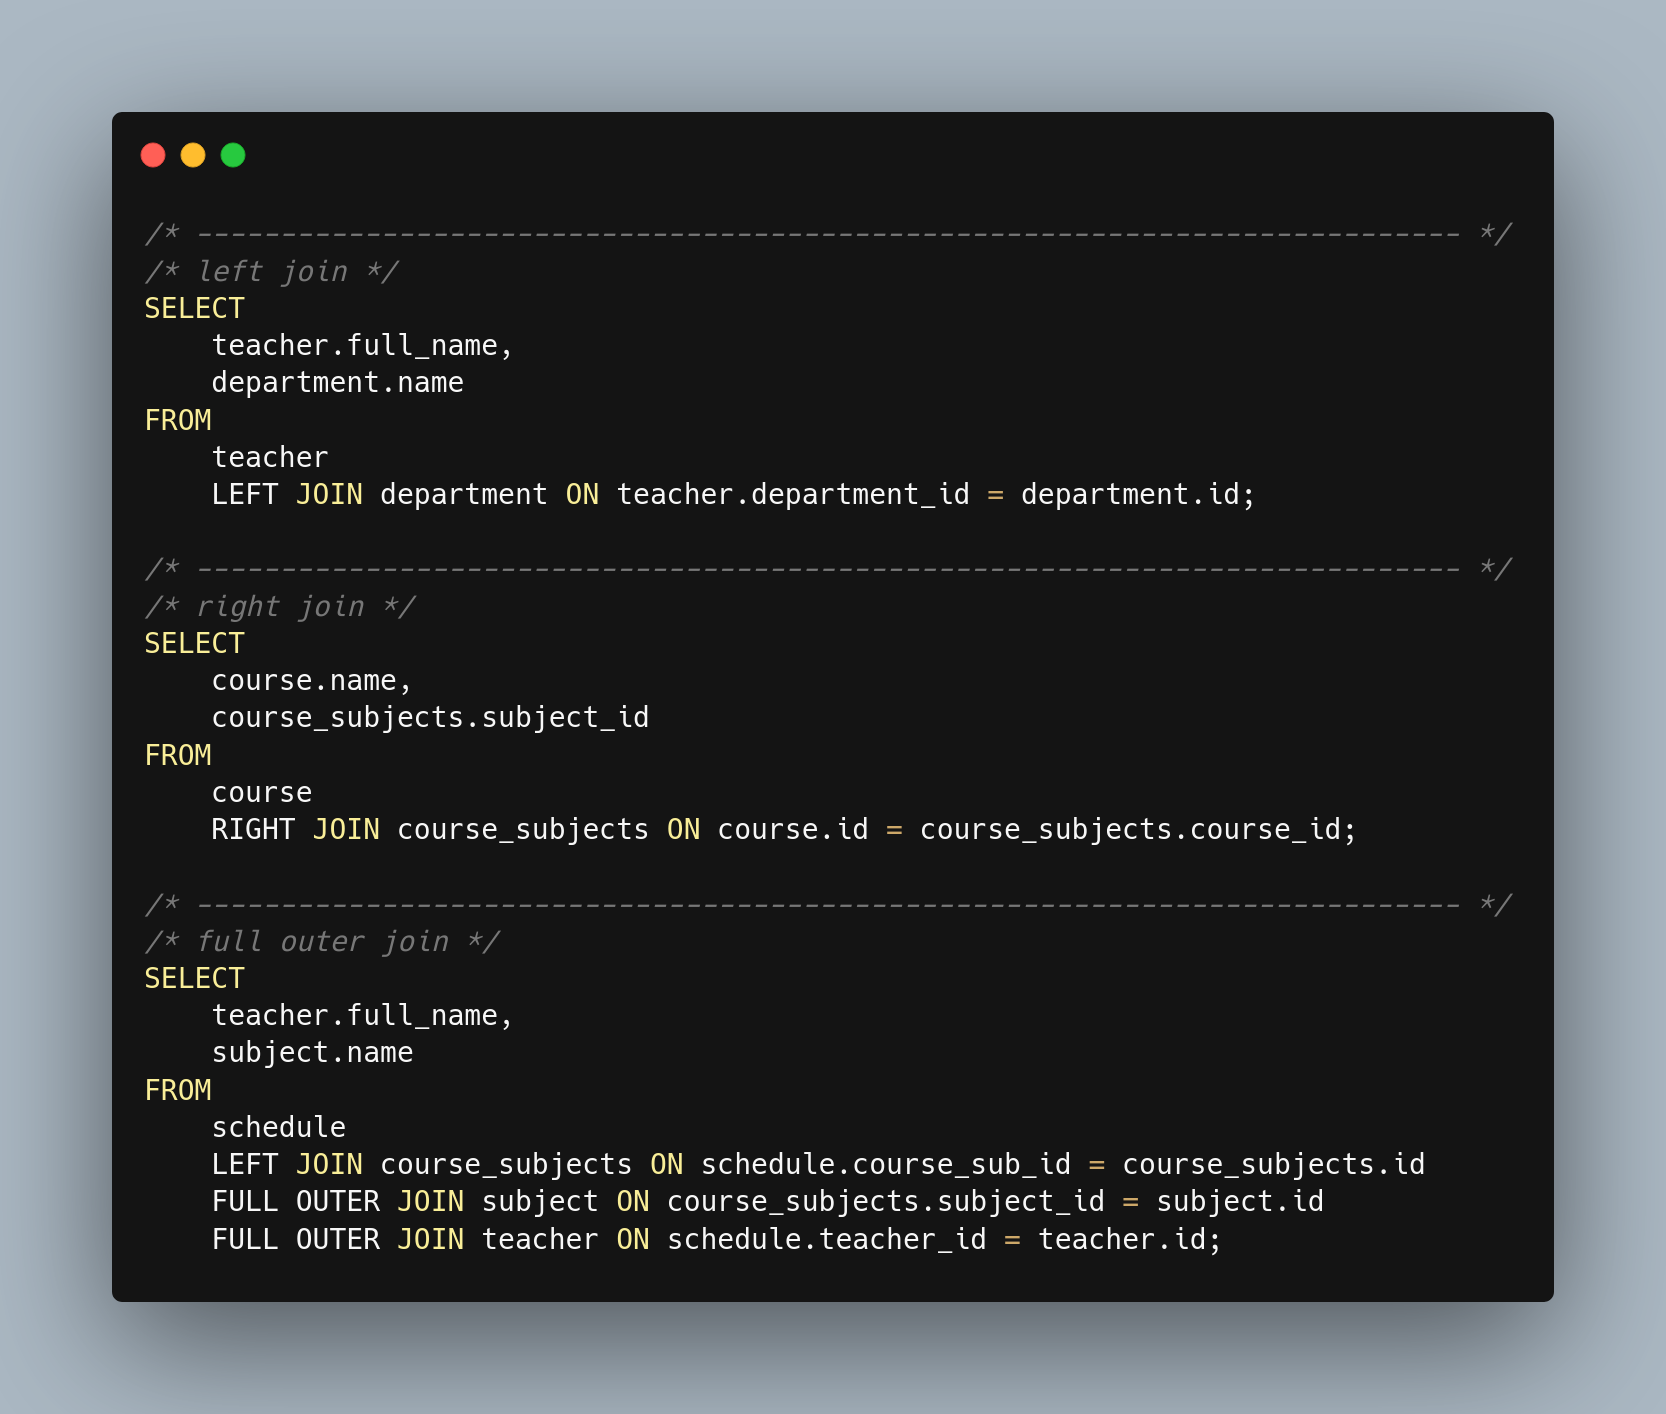 /* --------------------------------------------------------------------------- */
/* left join */
SELECT
    teacher.full_name,
    department.name
FROM
    teacher
    LEFT JOIN department ON teacher.department_id = department.id;

/* --------------------------------------------------------------------------- */
/* right join */
SELECT
    course.name,
    course_subjects.subject_id
FROM
    course
    RIGHT JOIN course_subjects ON course.id = course_subjects.course_id;

/* --------------------------------------------------------------------------- */
/* full outer join */
SELECT
    teacher.full_name,
    subject.name
FROM
    schedule
    LEFT JOIN course_subjects ON schedule.course_sub_id = course_subjects.id
    FULL OUTER JOIN subject ON course_subjects.subject_id = subject.id
    FULL OUTER JOIN teacher ON schedule.teacher_id = teacher.id;